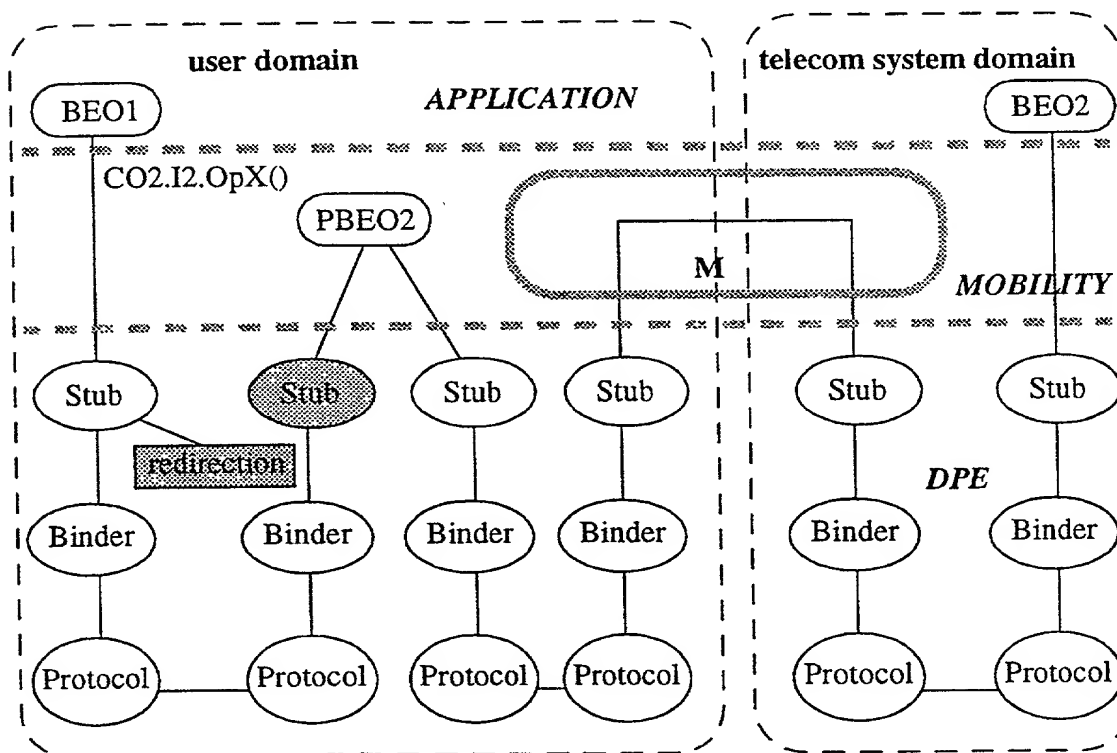 user domain
telecom system domain
BEO1
APPLICATION
BEO2
CO2.I2.OpX()
PBEO2
M
MOBILITY
Stub
Stub
Stub
Stub
Stub
Stub
redirection
DPE
Binder
Binder
Binder
Binder
Binder
Binder
Protocol
Protocol
Protocol
Protocol
Protocol
Protocol